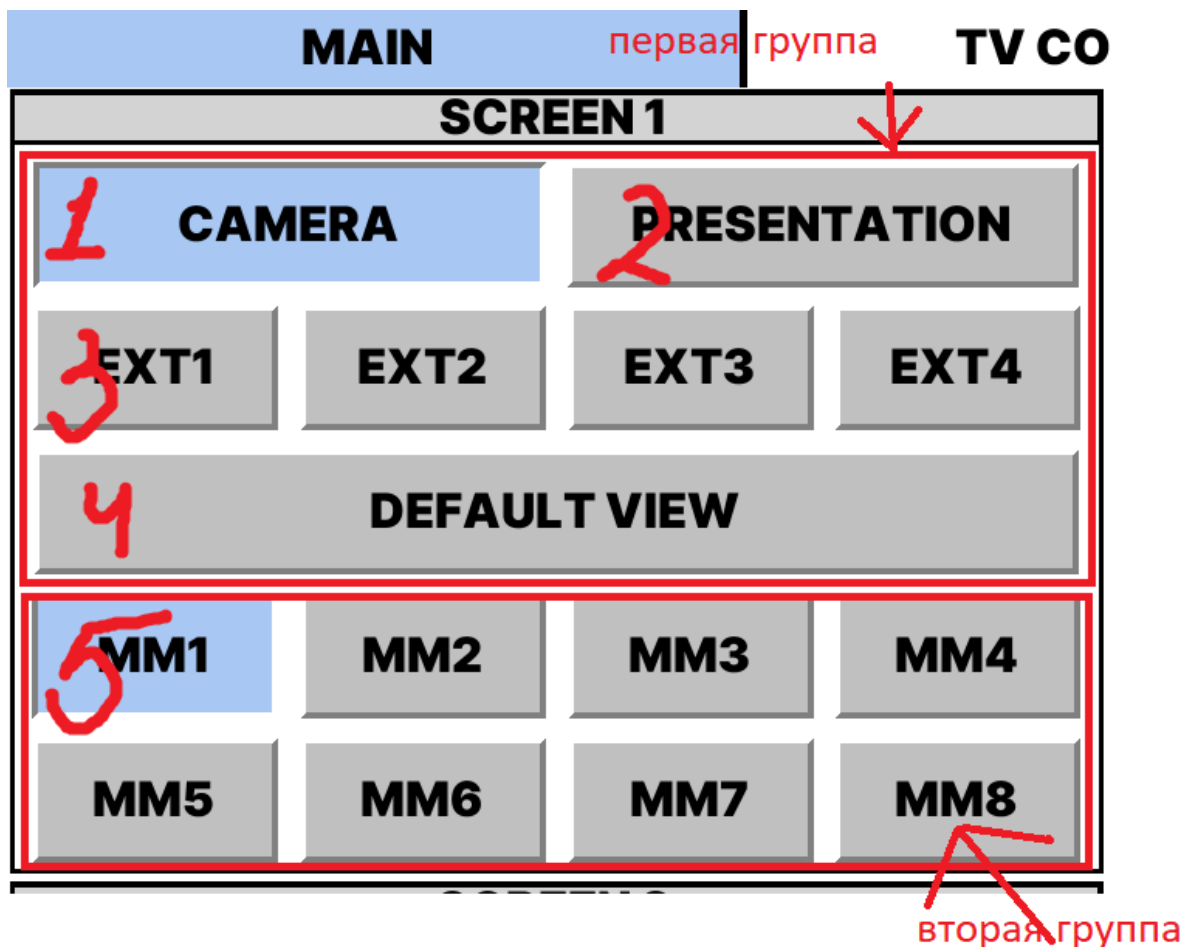 MAIN первая группа TV CO
SCREEN 1
1 CAMERA 2 PRESENTATION
3 EXT1 EXT2 EXT3 EXT4
4 DEFAULT VIEW
5 MM1 MM2 MM3 MM4
MM5 MM6 MM7 MM8
вторая группа